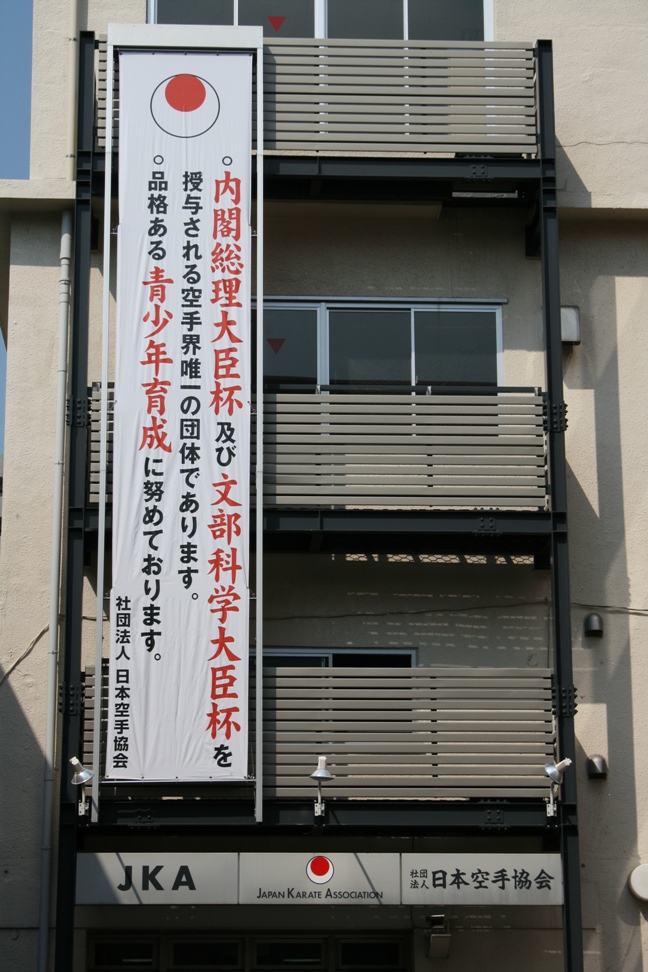 ○内閣総理大臣杯及び文部科学大臣杯を
授与される空手界唯一の団体であります。
○品格ある青少年育成に努めております。
社団法人 日本空手協会
JKA
JAPAN KARATE ASSOCIATION
社団
法人 日本空手協会